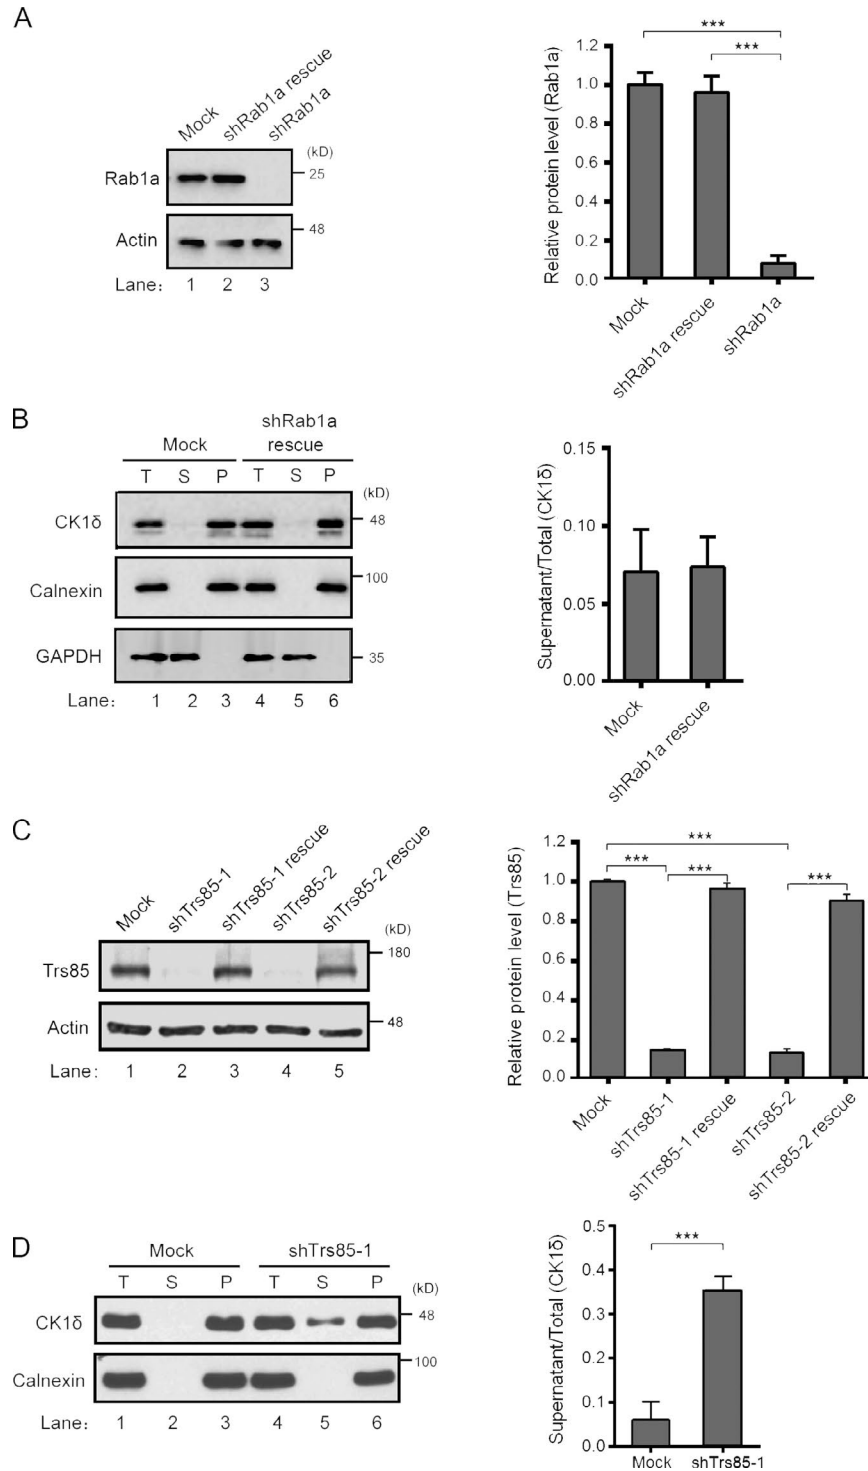 A
Mock
shRab1a rescue
shRab1a
(kD)
Rab1a
25
Actin
48
Lane: 1 2 3
Relative protein level (Rab1a)
1.2
1.0
0.8
0.6
0.4
0.2
0.0
***
***
Mock
shRab1a rescue
shRab1a
B
Mock
shRab1a
rescue
T S P T S P
(kD)
CK1δ
48
Calnexin
100
GAPDH
35
Lane: 1 2 3 4 5 6
Supernatant/Total (CK1δ)
0.15
0.10
0.05
0.00
Mock
shRab1a rescue
C
Mock
shTrs85-1
shTrs85-1 rescue
shTrs85-2
shTrs85-2 rescue
(kD)
Trs85
180
Actin
48
Lane: 1 2 3 4 5
Relative protein level (Trs85)
1.2
1.0
0.8
0.6
0.4
0.2
0.0
***
***
***
***
Mock
shTrs85-1
shTrs85-1 rescue
shTrs85-2
shTrs85-2 rescue
D
Mock
shTrs85-1
T S P T S P
(kD)
CK1δ
48
Calnexin
100
Lane: 1 2 3 4 5 6
Supernatant/Total (CK1δ)
0.5
0.4
0.3
0.2
0.1
0.0
***
Mock
shTrs85-1